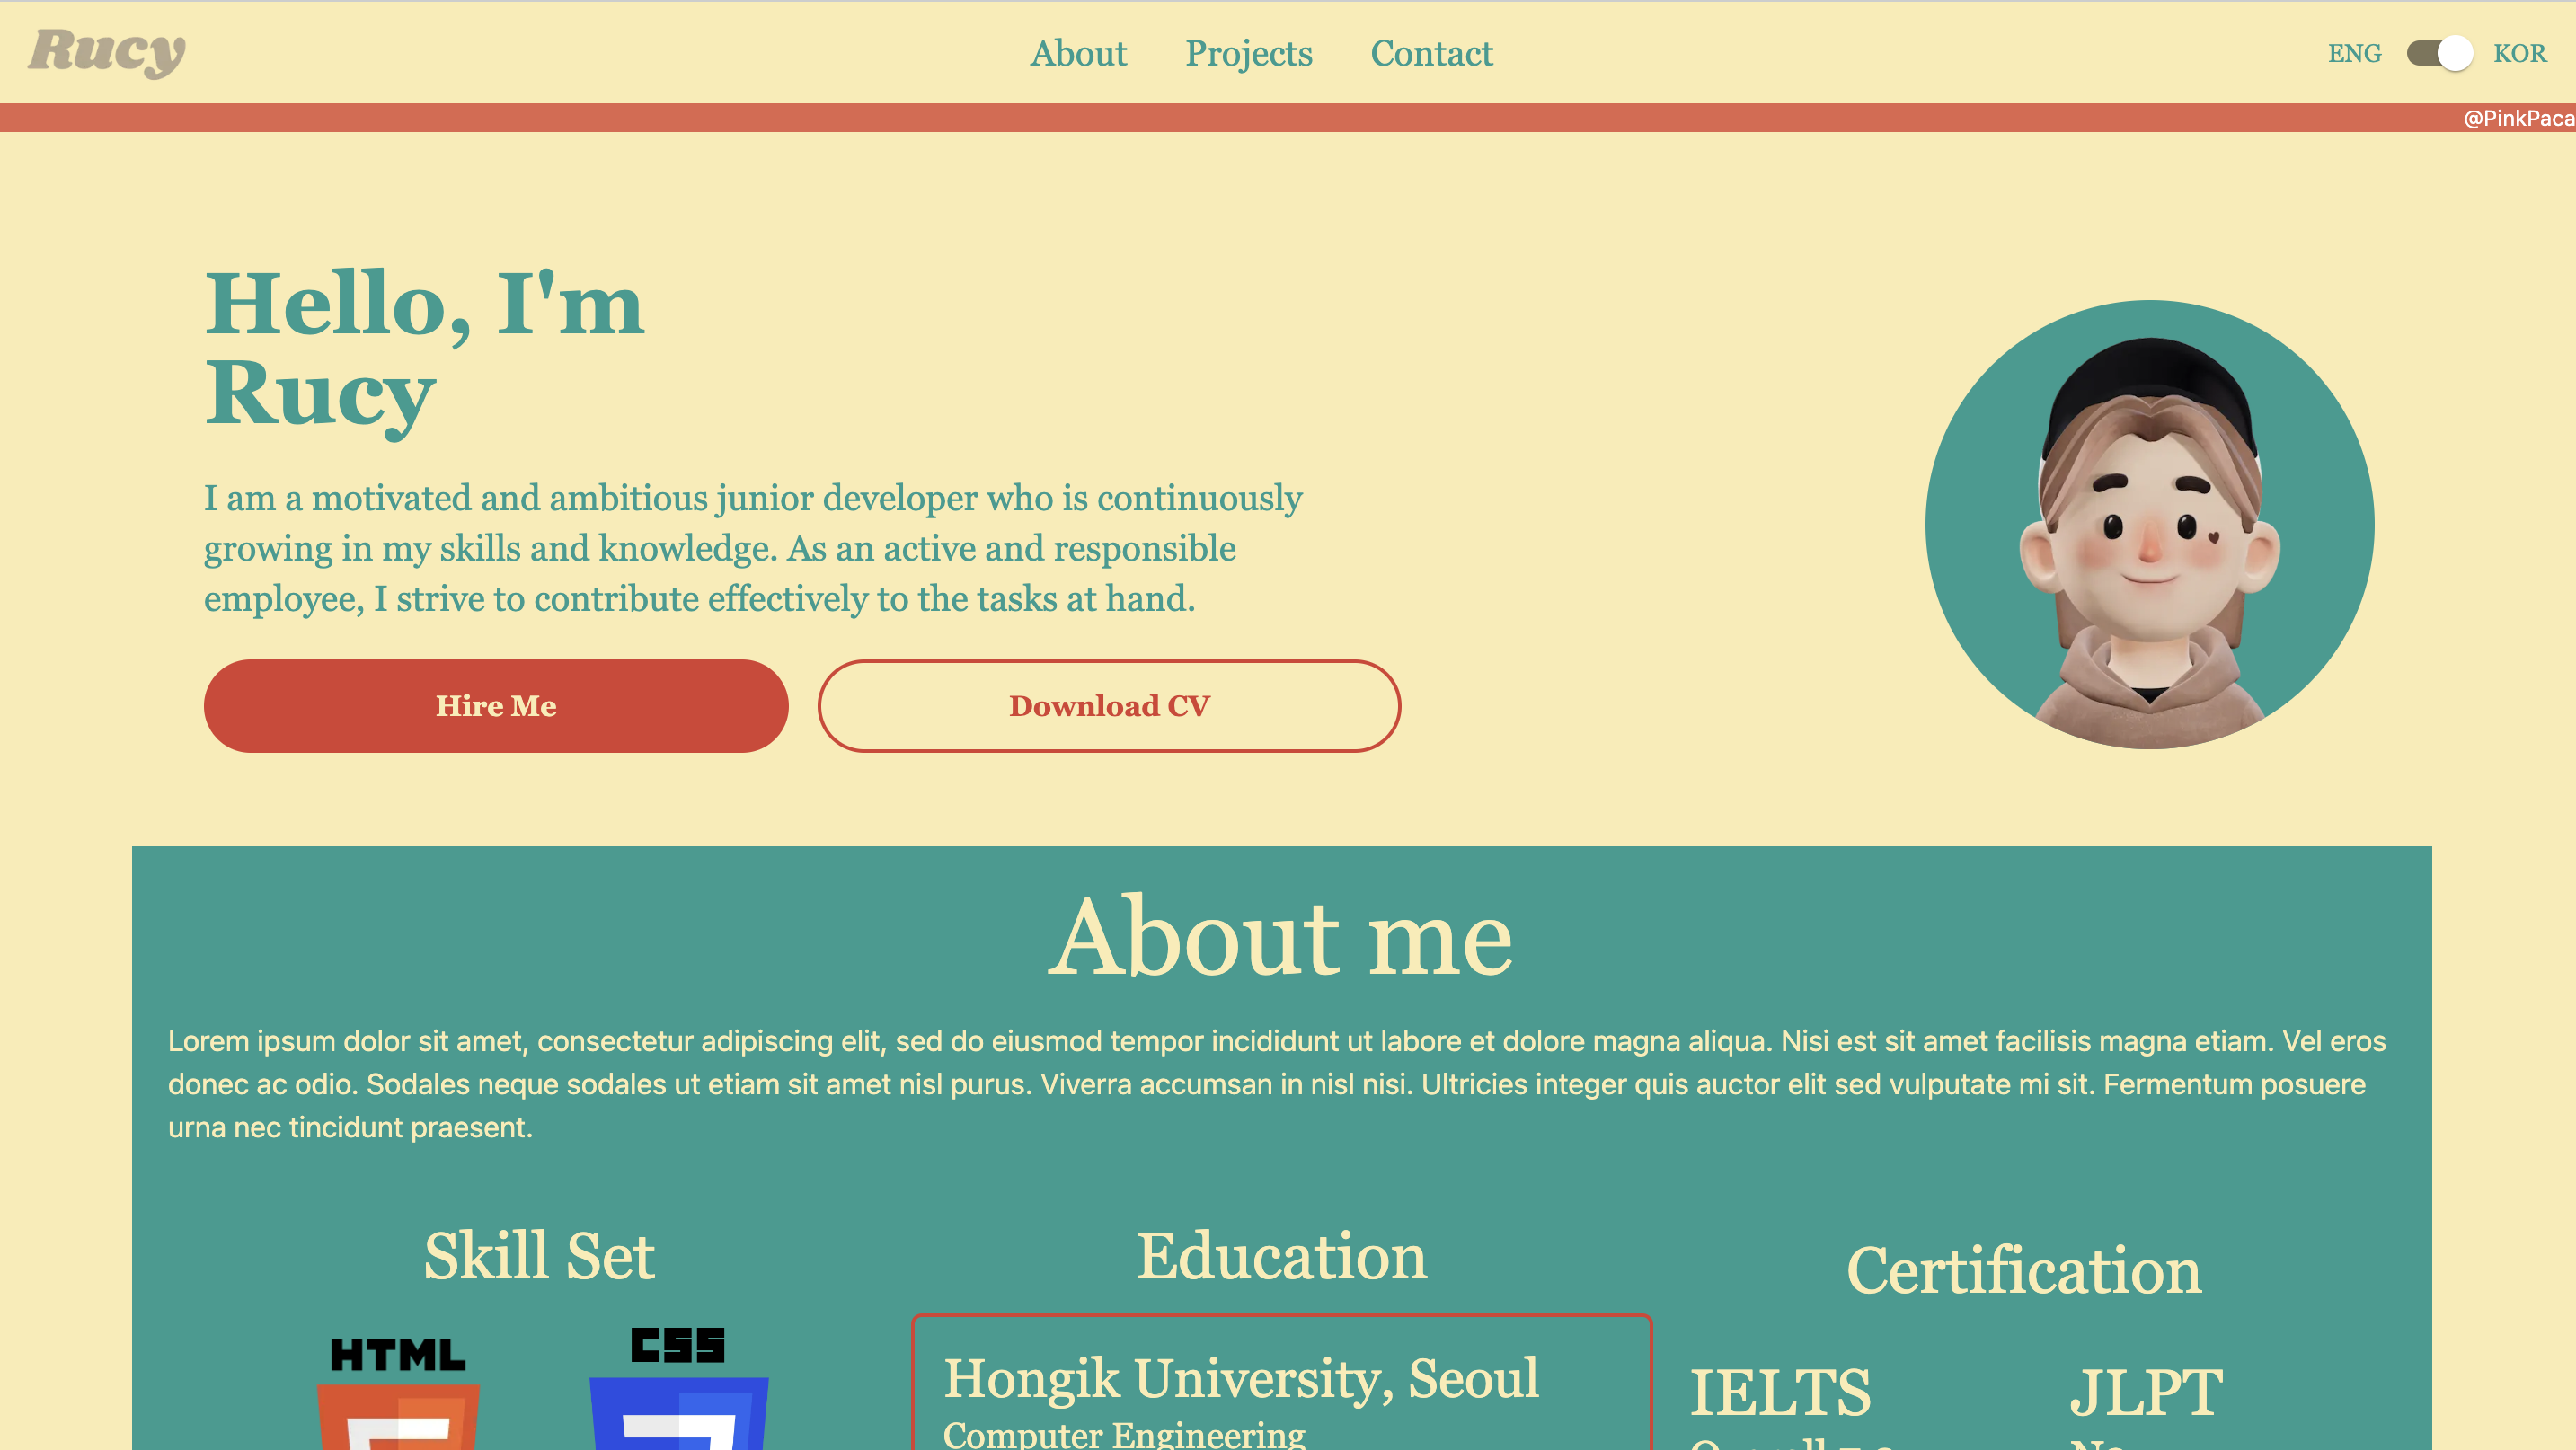 Rucy
About Projects Contact
ENG KOR
@PinkPaca
Hello, I'm
Rucy
I am a motivated and ambitious junior developer who is continuously
growing in my skills and knowledge. As an active and responsible
employee, I strive to contribute effectively to the tasks at hand.
Hire Me
Download CV
About me
Lorem ipsum dolor sit amet, consectetur adipiscing elit, sed do eiusmod tempor incididunt ut labore et dolore magna aliqua. Nisi est sit amet facilisis magna etiam. Vel eros
donec ac odio. Sodales neque sodales ut etiam sit amet nisl purus. Viverra accumsan in nisl nisi. Ultricies integer quis auctor elit sed vulputate mi sit. Fermentum posuere
urna nec tincidunt praesent.
Skill Set
HTML
CSS
Education
Hongik University, Seoul
Computer Engineering
Certification
IELTS
JLPT